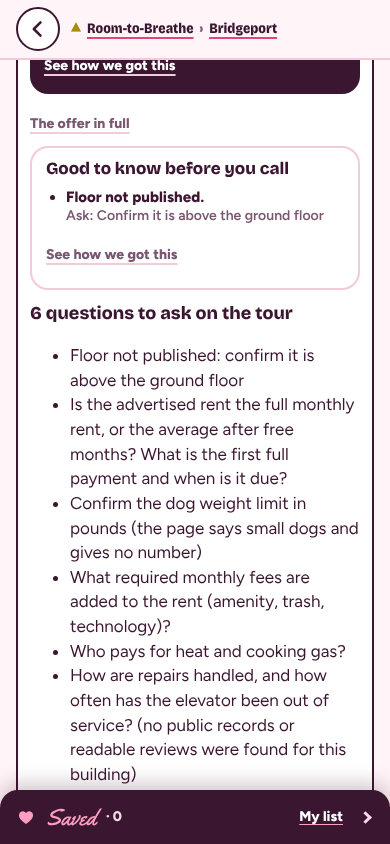 Room-to-Breathe › Bridgeport
See how we got this
The offer in full
Good to know before you call
• Floor not published.
Ask: Confirm it is above the ground floor
See how we got this
6 questions to ask on the tour
• Floor not published: confirm it is
above the ground floor
• Is the advertised rent the full monthly
rent, or the average after free
months? What is the first full
payment and when is it due?
• Confirm the dog weight limit in
pounds (the page says small dogs and
gives no number)
• What required monthly fees are
added to the rent (amenity, trash,
technology)?
• Who pays for heat and cooking gas?
• How are repairs handled, and how
often has the elevator been out of
service? (no public records or
readable reviews were found for this
building)
Saved · 0 My list